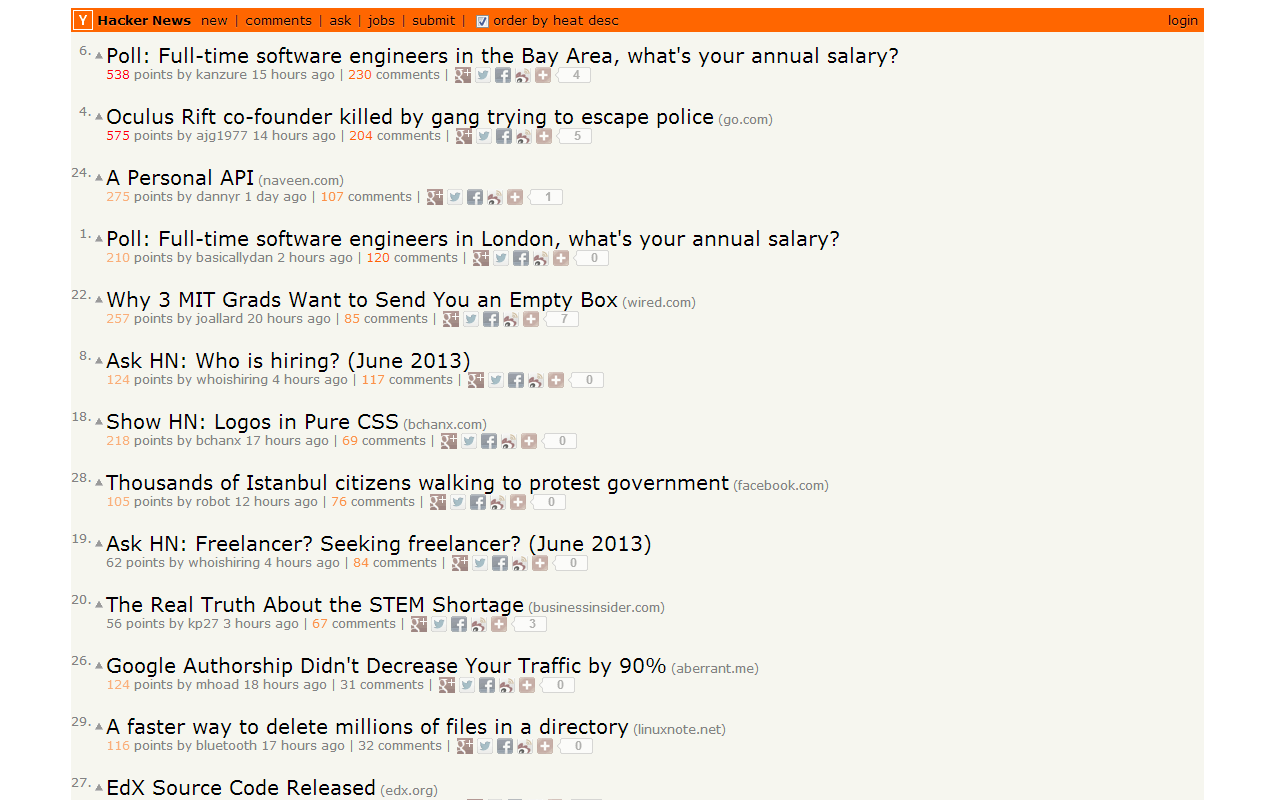 Y Hacker News new | comments | ask | jobs | submit | order by heat desc login
6. Poll: Full-time software engineers in the Bay Area, what's your annual salary?
538 points by kanzure 15 hours ago | 230 comments | 4
4. Oculus Rift co-founder killed by gang trying to escape police (go.com)
575 points by ajg1977 14 hours ago | 204 comments | 5
24. A Personal API (naveen.com)
275 points by dannyr 1 day ago | 107 comments | 1
1. Poll: Full-time software engineers in London, what's your annual salary?
210 points by basicallydan 2 hours ago | 120 comments | 0
22. Why 3 MIT Grads Want to Send You an Empty Box (wired.com)
257 points by joallard 20 hours ago | 85 comments | 7
8. Ask HN: Who is hiring? (June 2013)
124 points by whoishiring 4 hours ago | 117 comments | 0
18. Show HN: Logos in Pure CSS (bchanx.com)
218 points by bchanx 17 hours ago | 69 comments | 0
28. Thousands of Istanbul citizens walking to protest government (facebook.com)
105 points by robot 12 hours ago | 76 comments | 0
19. Ask HN: Freelancer? Seeking freelancer? (June 2013)
62 points by whoishiring 4 hours ago | 84 comments | 0
20. The Real Truth About the STEM Shortage (businessinsider.com)
56 points by kp27 3 hours ago | 67 comments | 3
26. Google Authorship Didn't Decrease Your Traffic by 90% (aberrant.me)
124 points by mhoad 18 hours ago | 31 comments | 0
29. A faster way to delete millions of files in a directory (linuxnote.net)
116 points by bluetooth 17 hours ago | 32 comments | 0
27. EdX Source Code Released (edx.org)